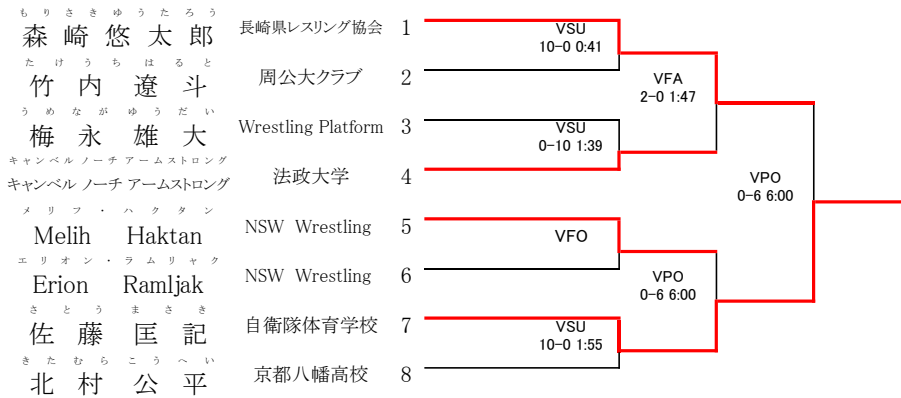 もりさきゆうたろう
森崎悠太郎 長崎県レスリング協会 1
たけうちはると
竹内遼斗 周公大クラブ 2
うめながゆうだい
梅永雄大 Wrestling Platform 3
キャンベル ノーチ アームストロング
キャンベル ノーチ アームストロング 法政大学 4
メリフ・ハクタン
Melih Haktan NSW Wrestling 5
エリオン・ラムリャク
Erion Ramljak NSW Wrestling 6
さとうまさき
佐藤匡記 自衛隊体育学校 7
きたむらこうへい
北村公平 京都八幡高校 8
VSU
10-0 0:41
VSU
0-10 1:39
VFO
VSU
10-0 1:55
VFA
2-0 1:47
VPO
0-6 6:00
VPO
0-6 6:00